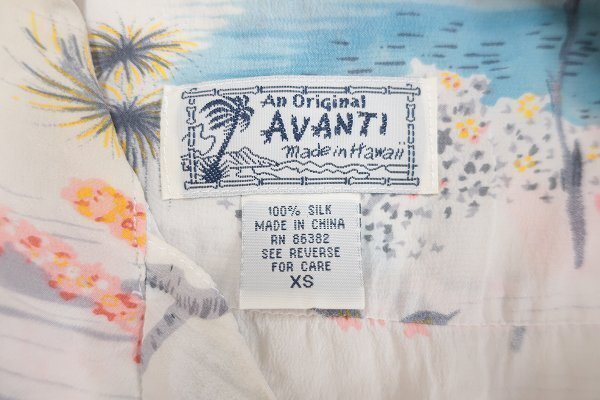 An Original
AVANTI
made in Hawaii
100% SILK
MADE IN CHINA
RN 86382
SEE REVERSE
FOR CARE
XS